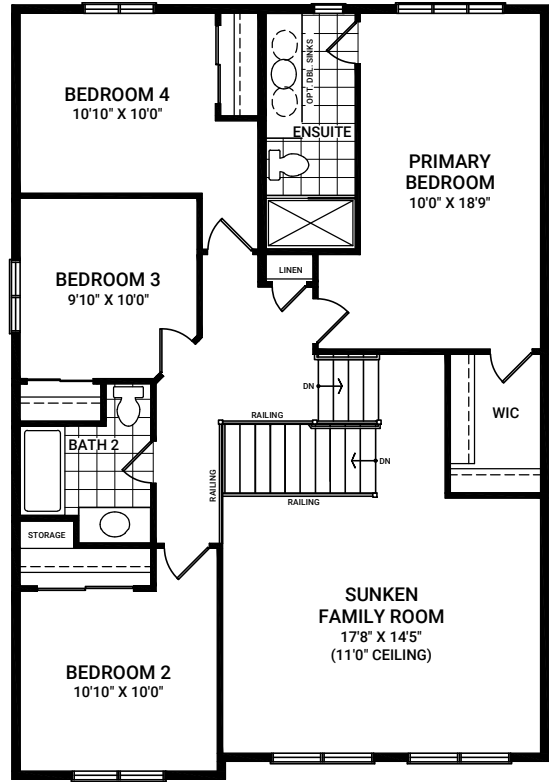 BEDROOM 4
10'10" X 10'0"
OPT. DBL. SINKS
ENSUITE
PRIMARY
BEDROOM
10'0" X 18'9"
BEDROOM 3
9'10" X 10'0"
LINEN
DN
WIC
RAILING
BATH 2
DN
RAILING
RAILING
STORAGE
SUNKEN
FAMILY ROOM
17'8" X 14'5"
(11'0" CEILING)
BEDROOM 2
10'10" X 10'0"